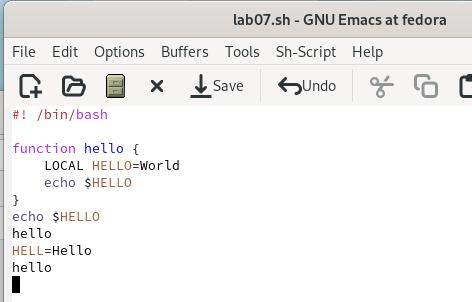 lab07.sh - GNU Emacs at fedora
File Edit Options Buffers Tools Sh-Script Help
Save Undo
#! /bin/bash
function hello {
    LOCAL HELLO=World
    echo $HELLO
}
echo $HELLO
hello
HELL=Hello
hello